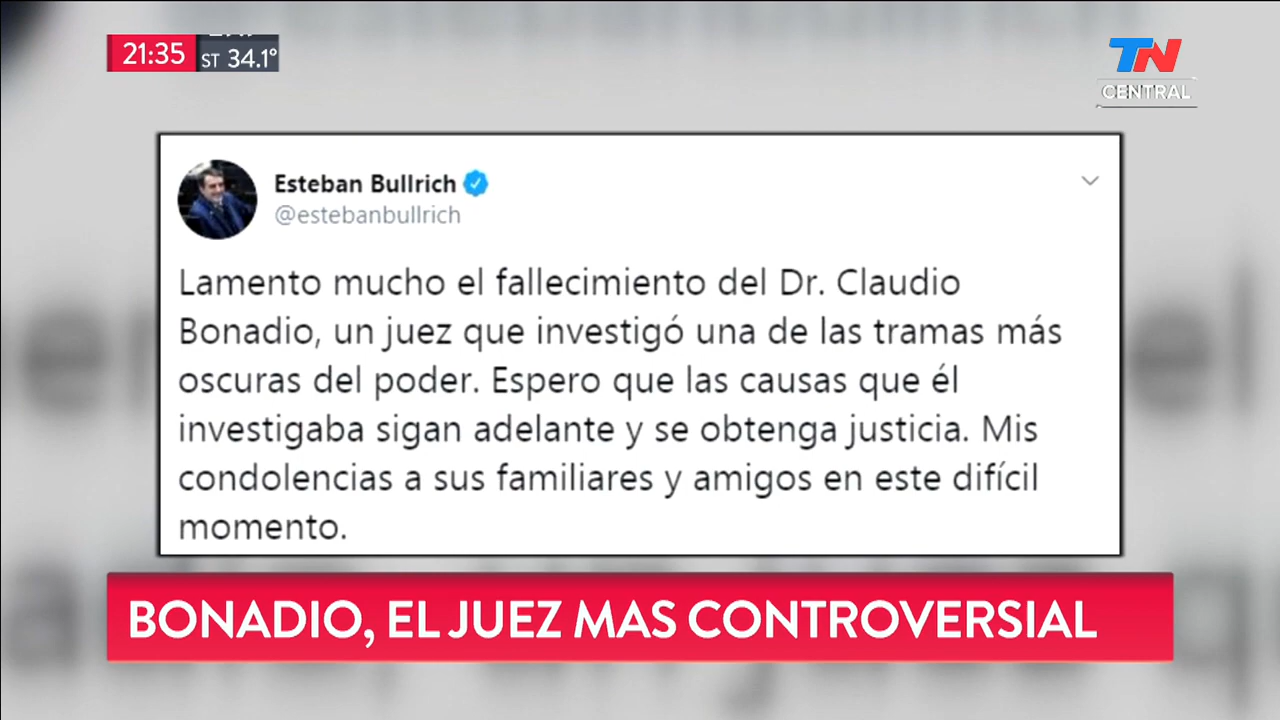 21:35
ST 34.1°
TN
CENTRAL
Esteban Bullrich
@estebanbullrich
Lamento mucho el fallecimiento del Dr. Claudio
Bonadio, un juez que investigó una de las tramas más
oscuras del poder. Espero que las causas que él
investigaba sigan adelante y se obtenga justicia. Mis
condolencias a sus familiares y amigos en este difícil
momento.
BONADIO, EL JUEZ MAS CONTROVERSIAL